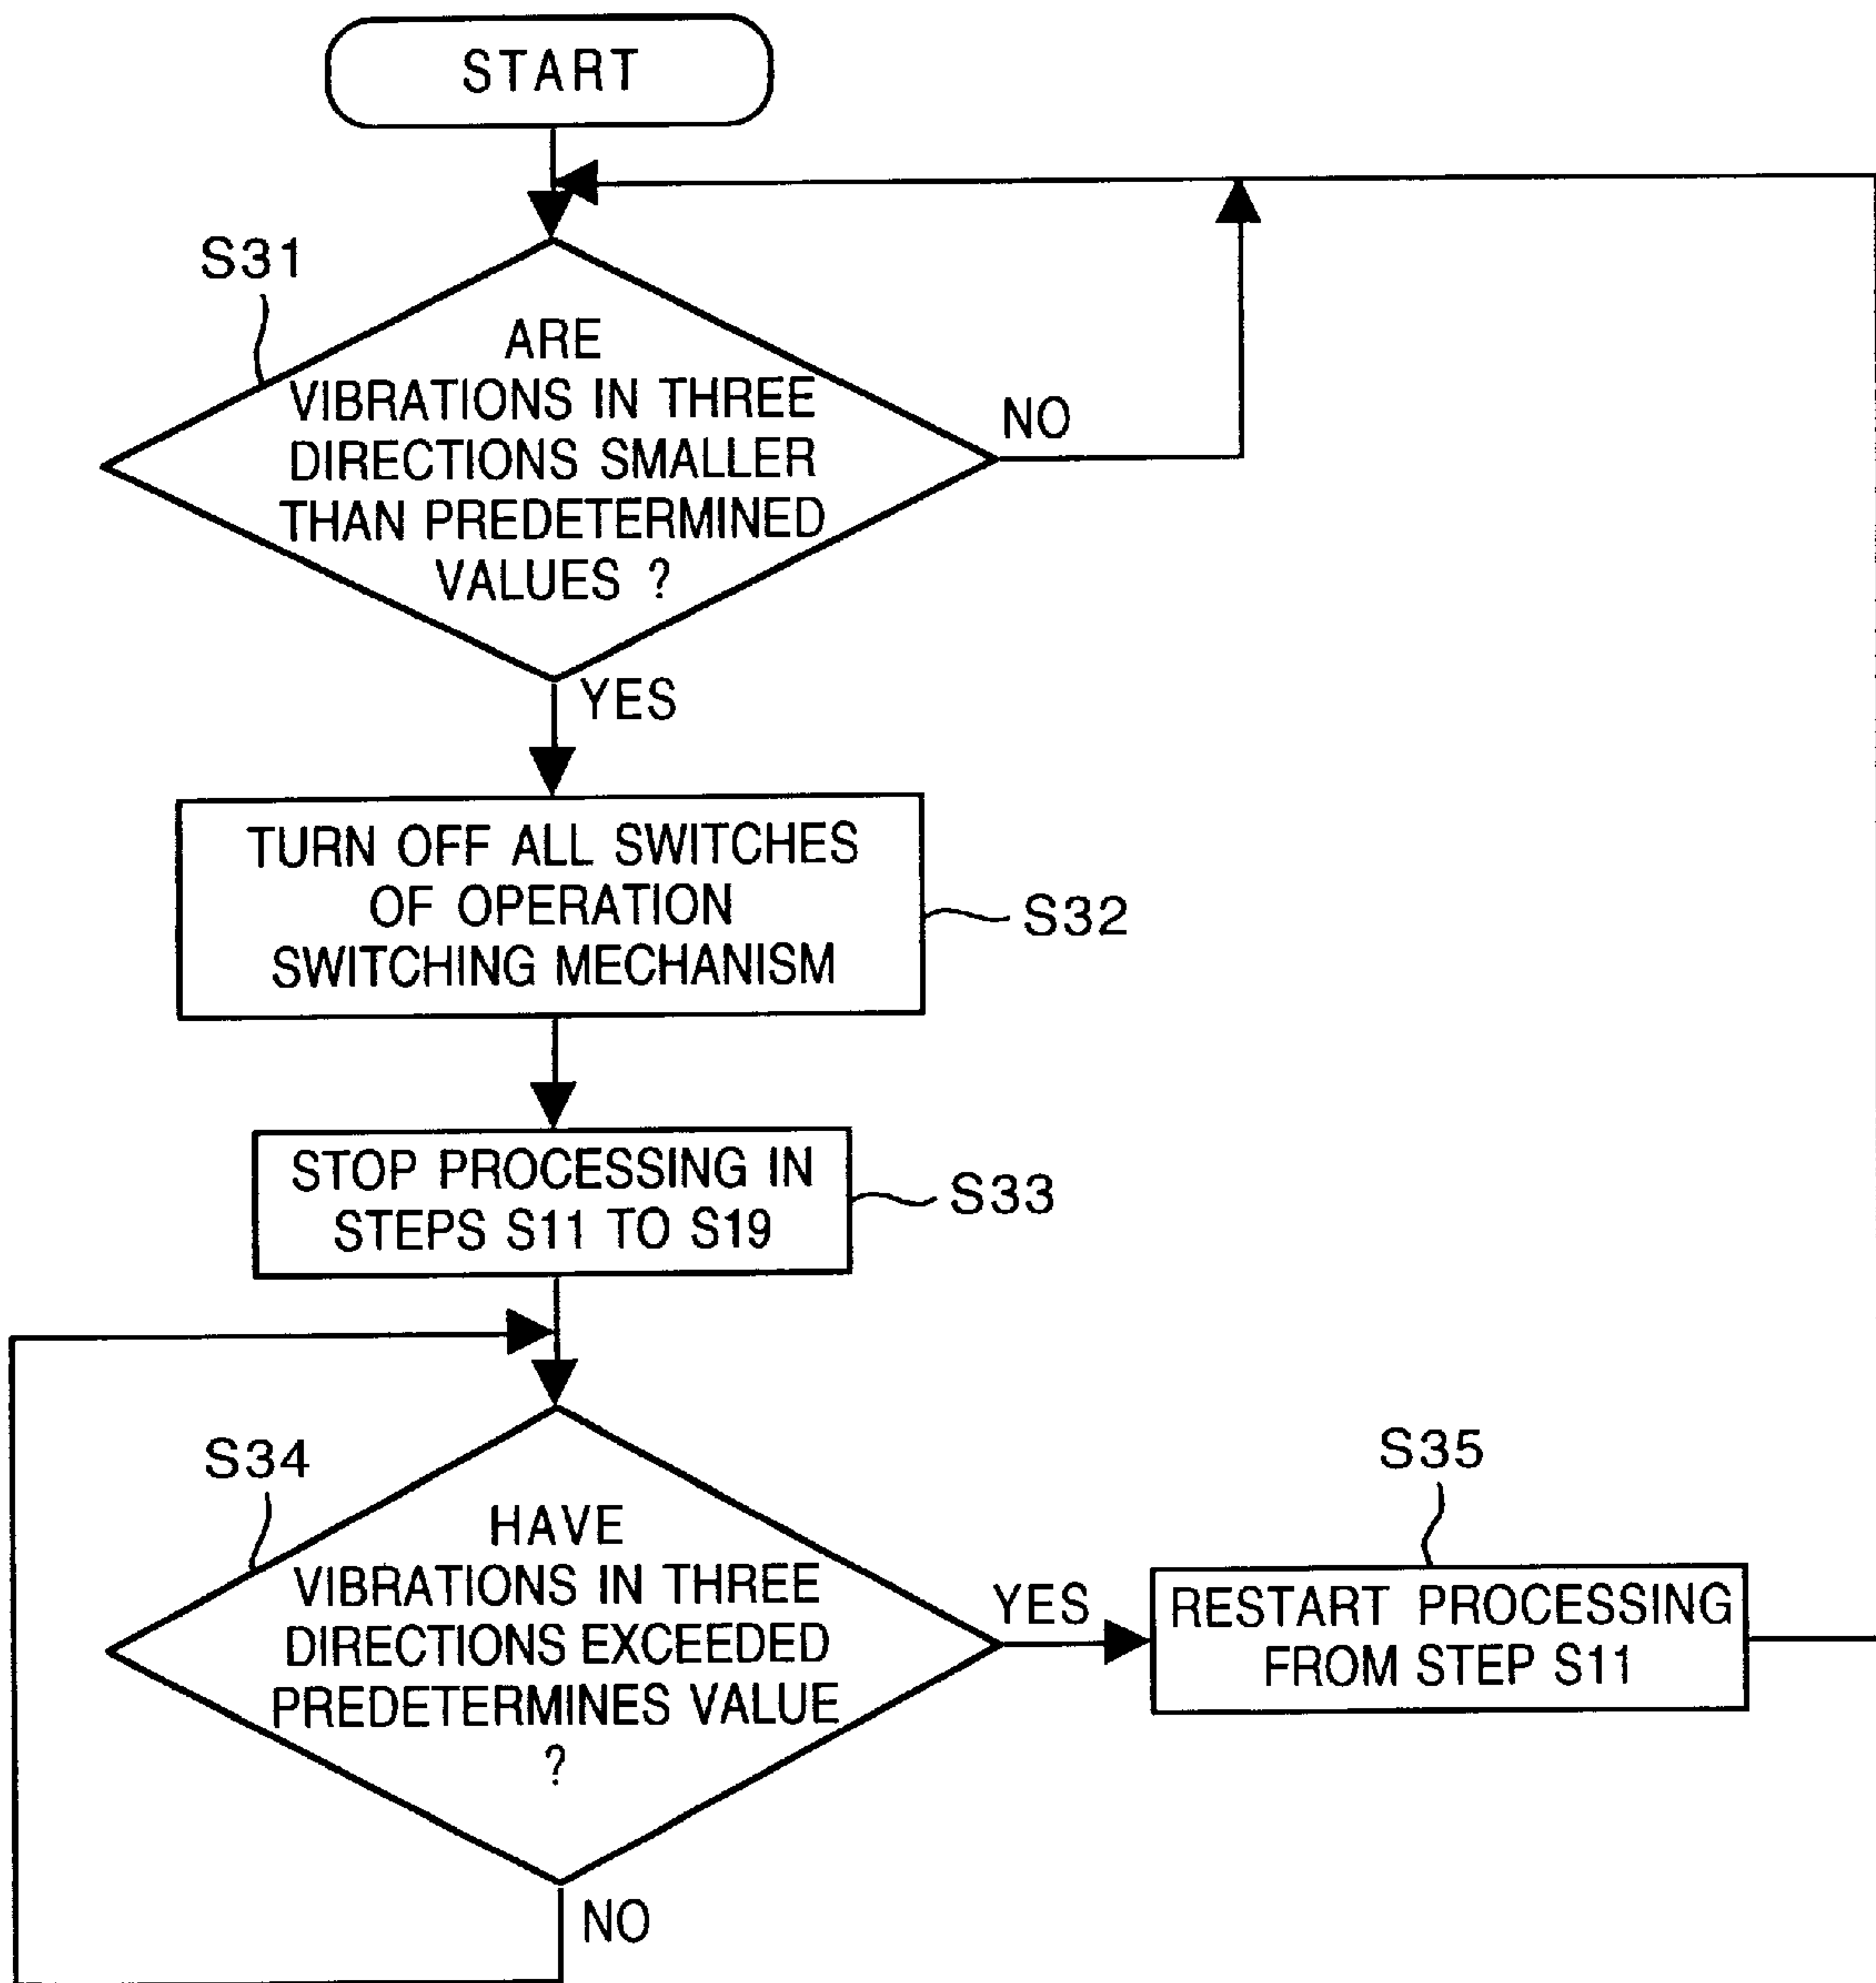 START
S31
ARE
VIBRATIONS IN THREE
DIRECTIONS SMALLER
THAN PREDETERMINED
VALUES ?
NO
YES
TURN OFF ALL SWITCHES
OF OPERATION
SWITCHING MECHANISM
S32
STOP PROCESSING IN
STEPS S11 TO S19
S33
S34
HAVE
VIBRATIONS IN THREE
DIRECTIONS EXCEEDED
PREDETERMINES VALUE
?
YES
NO
S35
RESTART PROCESSING
FROM STEP S11